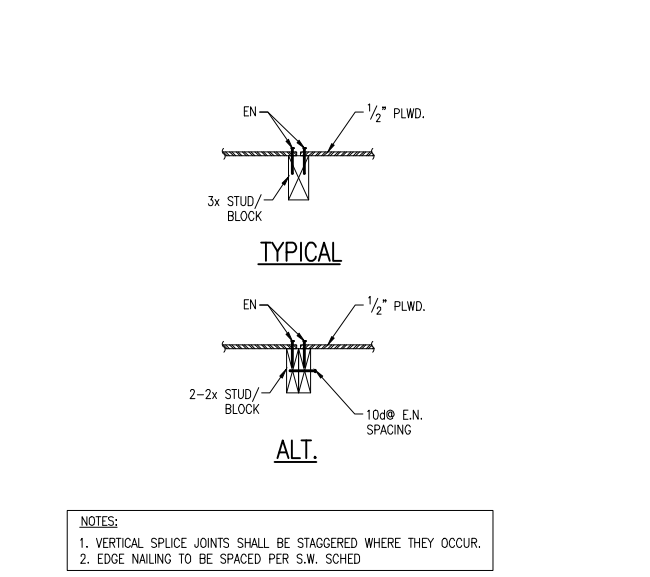 EN
1/2" PLWD.
3x STUD/
BLOCK
TYPICAL
EN
1/2" PLWD.
2-2x STUD/
BLOCK
10d@ E.N.
SPACING
ALT.
NOTES:
1. VERTICAL SPLICE JOINTS SHALL BE STAGGERED WHERE THEY OCCUR.
2. EDGE NAILING TO BE SPACED PER S.W. SCHED